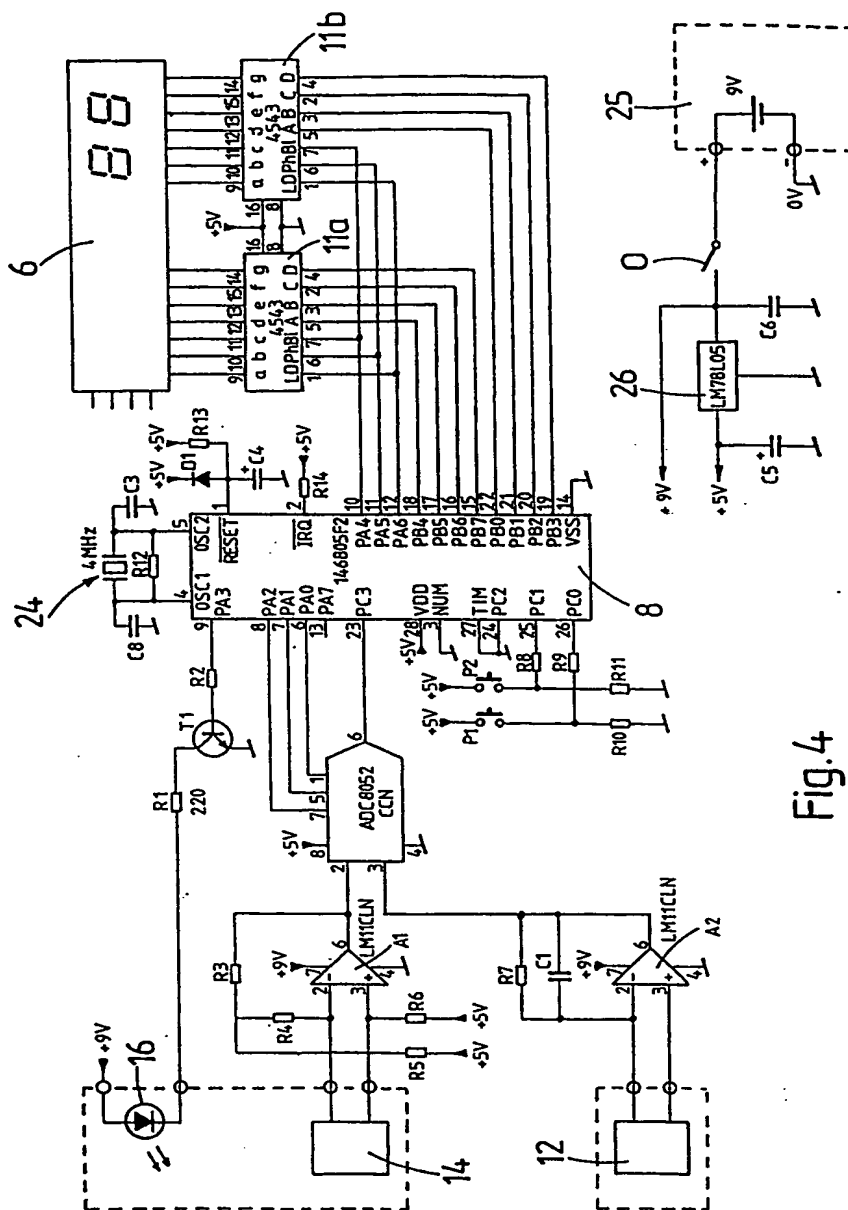 6
11b
11a
24
8
16
14
12
25
26
0
+5V
9 10 11 12 13 15 14
a b c d e f g
4543
LDPhBI A B C D
1 6 7 5 3 2 4
16
8
+5V
16
8
9 10 11 12 13 15 14
a b c d e f g
4543
LDPhBI A B C D
1 6 7 5 3 2 4
4MHz
C8
C3
R12
4
5
OSC1
OSC2
+5V
D1
+5V
R13
C4
1
RESET
2
IRQ
R14
+5V
146805F2
9
PA3
8
PA2
7
PA1
6
PA0
13
PA7
23
PC3
+5V
28
VDD
3
NUM
27
TIM
24
PC2
25
PC1
26
PC0
10
PA4
11
PA5
12
PA6
18
PB4
17
PB5
16
PB6
15
PB7
22
PB0
21
PB1
20
PB2
19
PB3
14
VSS
R2
T1
R1
220
+9V
R8
R9
+5V
P2
+5V
P1
R11
R10
ADC8052
CCN
1
5
7
6
+5V
8
4
2
3
LM11CLN
A1
+9V
7
6
2
3
4
-
+
R3
R4
R5
+5V
R6
+5V
LM11CLN
A2
+9V
7
6
2
3
4
-
+
R7
C1
+9V
+5V
LM78L05
C5
+
C6
9V
+
-
0V
Fig.4